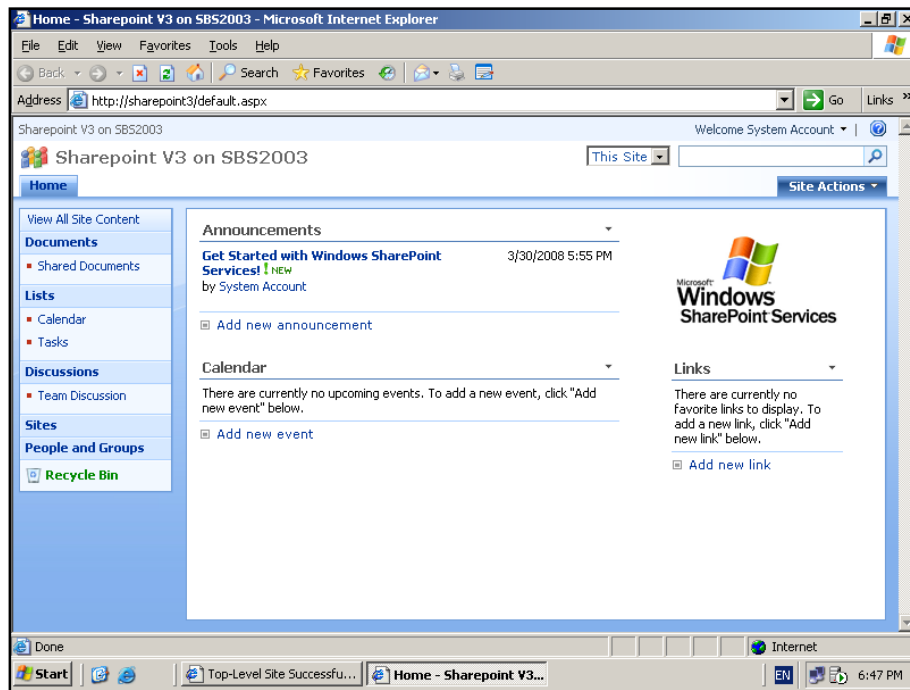 Home - Sharepoint V3 on SBS2003 - Microsoft Internet Explorer
File Edit View Favorites Tools Help
Back Search Favorites
Address http://sharepoint3/default.aspx Go Links »
Sharepoint V3 on SBS2003 Welcome System Account
Sharepoint V3 on SBS2003 This Site
Home Site Actions
View All Site Content
Documents
Shared Documents
Lists
Calendar
Tasks
Discussions
Team Discussion
Sites
People and Groups
Recycle Bin
Announcements
Get Started with Windows SharePoint 3/30/2008 5:55 PM
Services! ! NEW
by System Account
Add new announcement
Calendar
There are currently no upcoming events. To add a new event, click "Add
new event" below.
Add new event
Microsoft
Windows
SharePoint Services
Links
There are currently no
favorite links to display. To
add a new link, click "Add
new link" below.
Add new link
Done Internet
Start Top-Level Site Successfu... Home - Sharepoint V3... EN 6:47 PM